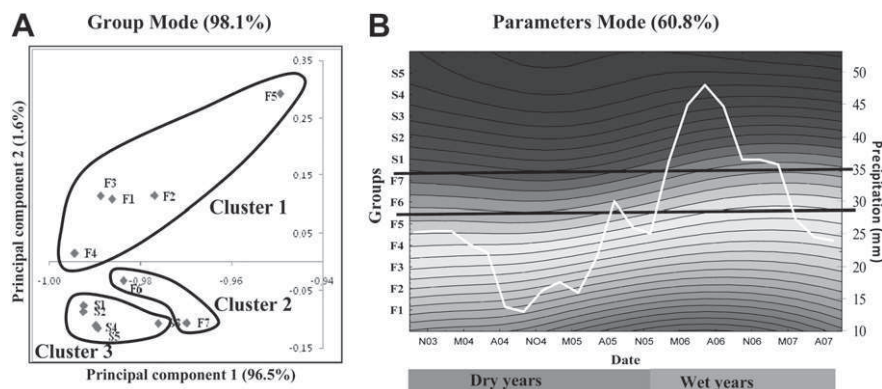 A
Group Mode (98.1%)
Principal component 2 (1.6%)
0.35
0.25
0.15
0.05
-1.00
-0.98
-0.96
-0.94
-0.05
-0.15
F5
F3
F1
F2
F4
Cluster 1
F6
Cluster 2
F7
S1
S2
S4
S5
Cluster 3
Principal component 1 (96.5%)
B
Parameters Mode (60.8%)
Groups
S5
S4
S3
S2
S1
F7
F6
F5
F4
F3
F2
F1
50
45
40
35
30
25
20
15
10
Precipitation (mm)
N03 M04 A04 N04 M05 A05 N05 M06 A06 N06 M07 A07
Date
Dry years Wet years